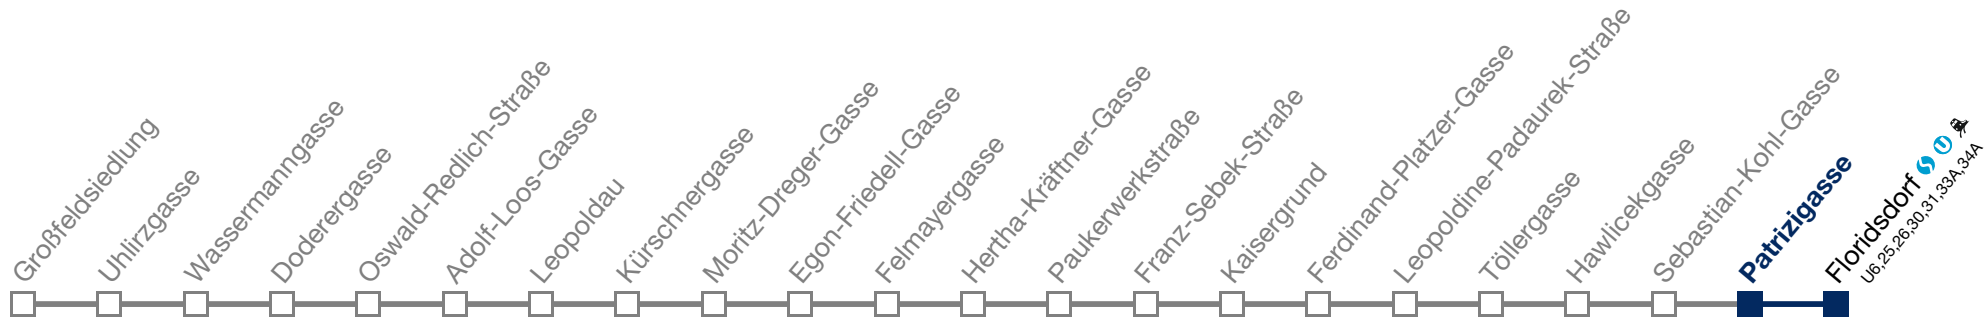 Großfeldsiedlung
Uhlirzgasse
Wassermanngasse
Doderergasse
Oswald-Redlich-Straße
Adolf-Loos-Gasse
Leopoldau
Kürschnergasse
Moritz-Dreger-Gasse
Egon-Friedell-Gasse
Felmayergasse
Hertha-Kräftner-Gasse
Paukerwerkstraße
Franz-Sebek-Straße
Kaisergrund
Ferdinand-Platzer-Gasse
Leopoldine-Padaurek-Straße
Töllergasse
Hawlicekgasse
Sebastian-Kohl-Gasse
Patrizigasse
Floridsdorf S U
U6,25,26,30,31,33A,34A